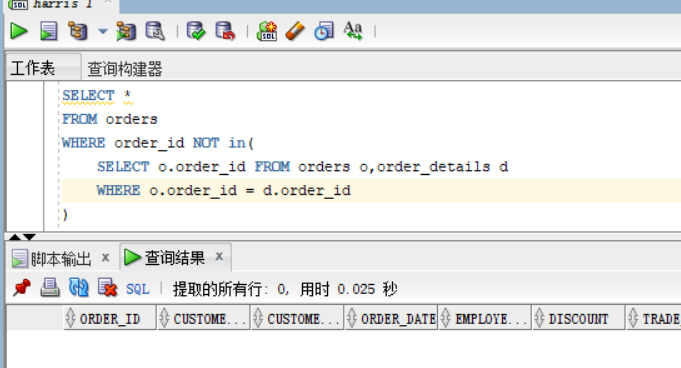 harris 1
工作表 查询构建器
SELECT *
FROM orders
WHERE order_id NOT in(
SELECT o.order_id FROM orders o,order_details d
WHERE o.order_id = d.order_id
)
脚本输出 x 查询结果 x
SQL | 提取的所有行: 0, 用时 0.025 秒
ORDER_ID CUSTOME... CUSTOME... ORDER_DATE EMPLOYE... DISCOUNT TRADE